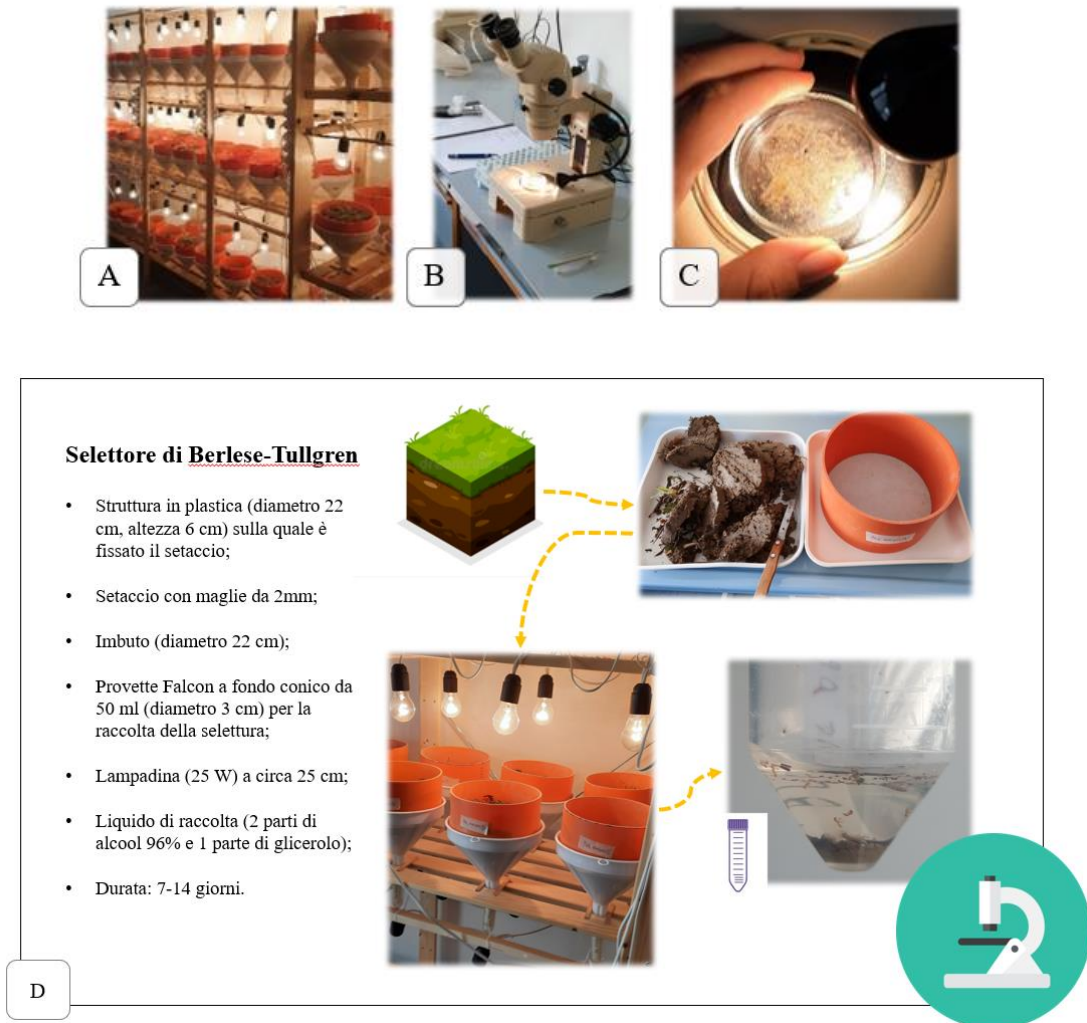 A
B
C
Selettore di Berlese-Tullgren
• Struttura in plastica (diametro 22
cm, altezza 6 cm) sulla quale è
fissato il setaccio;
• Setaccio con maglie da 2mm;
• Imbuto (diametro 22 cm);
• Provette Falcon a fondo conico da
50 ml (diametro 3 cm) per la
raccolta della selettura;
• Lampadina (25 W) a circa 25 cm;
• Liquido di raccolta (2 parti di
alcool 96% e 1 parte di glicerolo);
• Durata: 7-14 giorni.
D